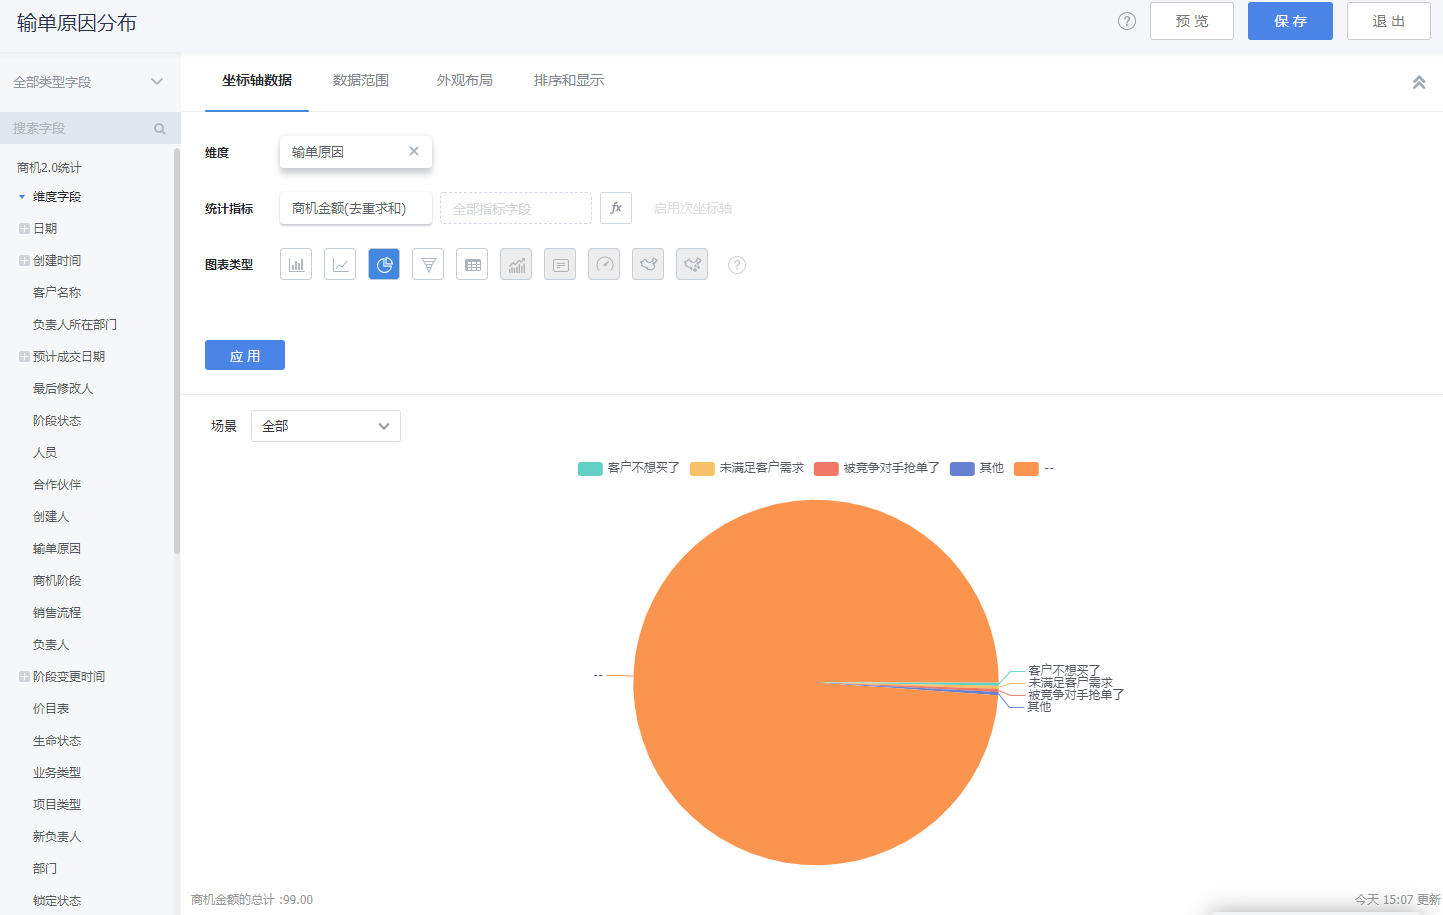 输单原因分布
预 览
保 存
退 出
全部类型字段
搜索字段
商机2.0统计
维度字段
日期
创建时间
客户名称
负责人所在部门
预计成交日期
最后修改人
阶段状态
人员
合作伙伴
创建人
输单原因
商机阶段
销售流程
负责人
阶段变更时间
价目表
生命状态
业务类型
项目类型
新负责人
部门
锁定状态
坐标轴数据 数据范围 外观布局 排序和显示
维度 输单原因
统计指标 商机金额(去重求和) 全部指标字段 fx 启用次坐标轴
图表类型
应 用
场景 全部
客户不想买了 未满足客户需求 被竞争对手抢单了 其他 --
--
客户不想买了
未满足客户需求
被竞争对手抢单了
其他
商机金额的总计 :99.00
今天 15:07 更新